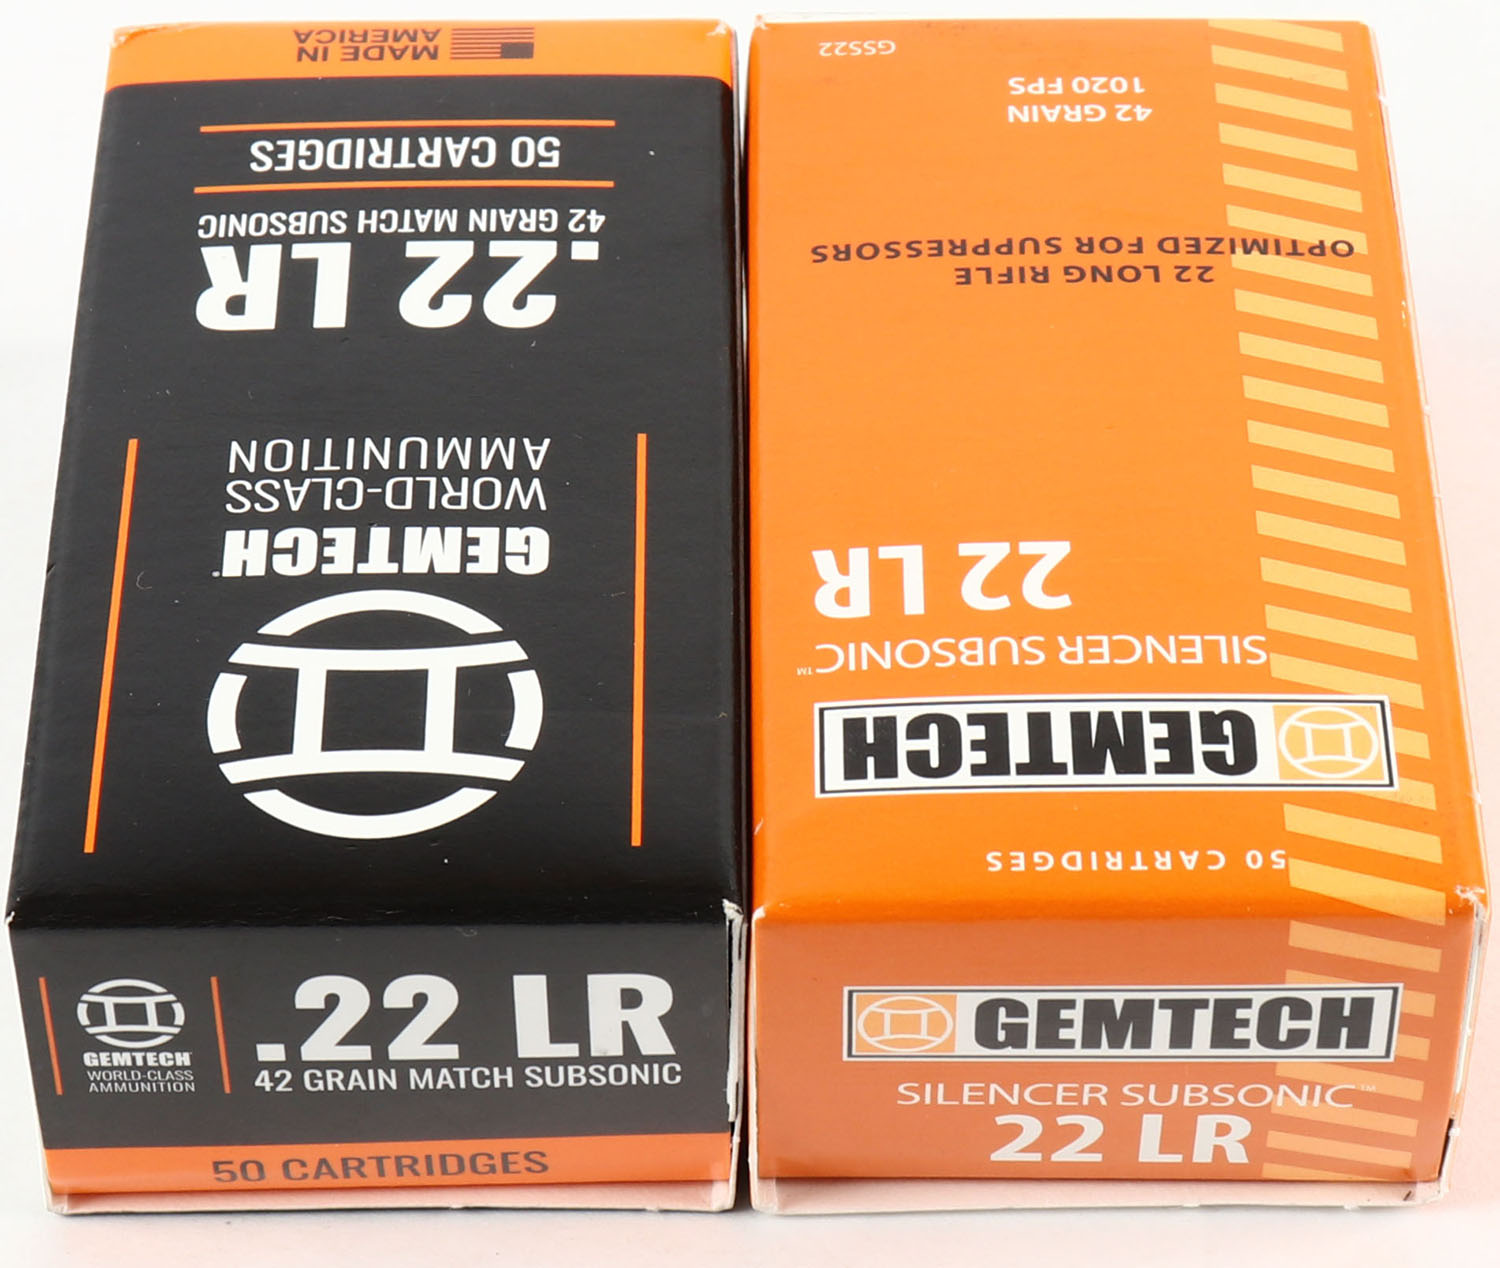 GEMTECH
WORLD-CLASS
AMMUNITION
.22 LR
42 GRAIN MATCH SUBSONIC
50 CARTRIDGES
MADE IN
AMERICA
GEMTECH
WORLD-CLASS
AMMUNITION
.22 LR
42 GRAIN MATCH SUBSONIC
50 CARTRIDGES
50 CARTRIDGES
GEMTECH
SILENCER SUBSONIC™
22 LR
22 LONG RIFLE
OPTIMIZED FOR SUPPRESSORS
42 GRAIN
1020 FPS
GSS22
GEMTECH
SILENCER SUBSONIC™
22 LR